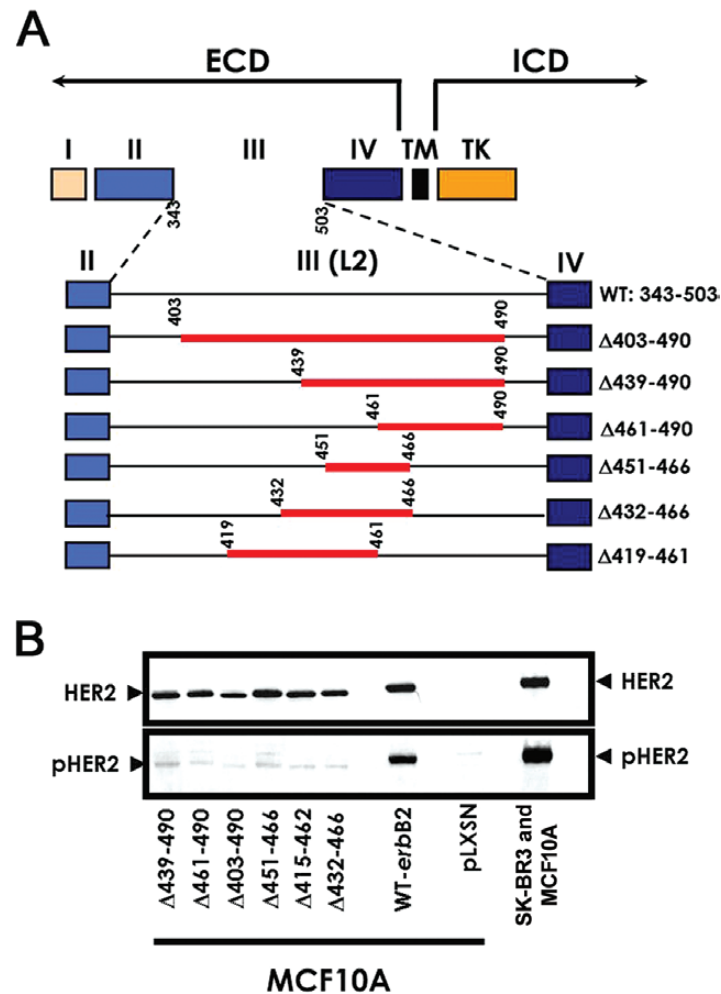 A
ECD ICD
I II III IV TM TK
343 503
II III (L2) IV
WT: 343-503
403 490
Δ403-490
439 490
Δ439-490
461 490
Δ461-490
451 466
Δ451-466
432 466
Δ432-466
419 461
Δ419-461
B
HER2 HER2
pHER2 pHER2
Δ439-490
Δ461-490
Δ403-490
Δ451-466
Δ415-462
Δ432-466
WT-erbB2
pLXSN
SK-BR3 and
MCF10A
MCF10A